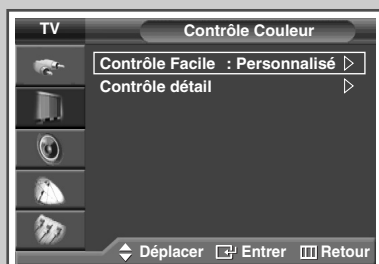 TV
Contrôle Couleur
Contrôle Facile : Personnalisé
Contrôle détail
Déplacer Entrer Retour